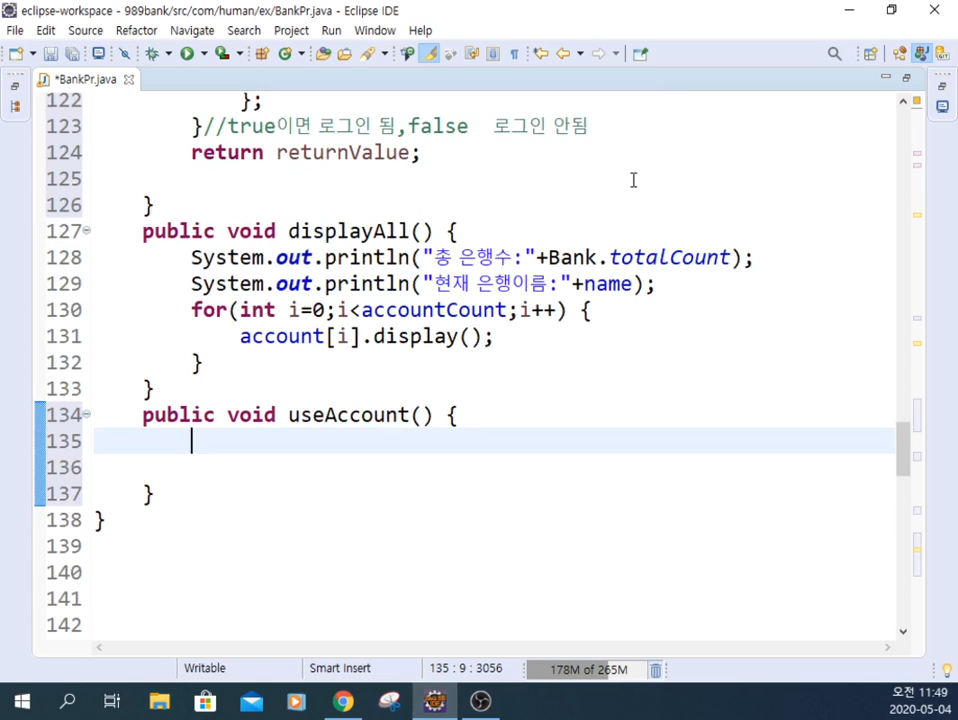 eclipse-workspace - 989bank/src/com/human/ex/BankPr.java - Eclipse IDE
File Edit Source Refactor Navigate Search Project Run Window Help
*BankPr.java
122 };
123 }//true이면 로그인 됨,false 로그인 안됨
124 return returnValue;
125
126 }
127 public void displayAll() {
128 System.out.println("총 은행수:"+Bank.totalCount);
129 System.out.println("현재 은행이름:"+name);
130 for(int i=0;i<accountCount;i++) {
131 account[i].display();
132 }
133 }
134 public void useAccount() {
135
136
137 }
138 }
139
140
141
142
Writable Smart Insert 135 : 9 : 3056 178M of 265M
오전 11:49
2020-05-04